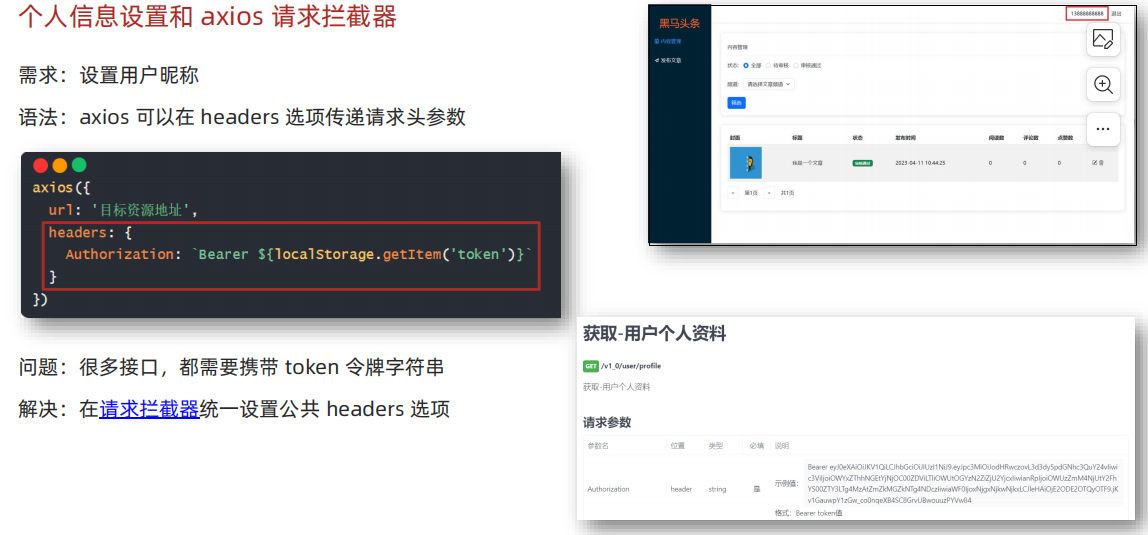 个人信息设置和 axios 请求拦截器
需求：设置用户昵称
语法：axios 可以在 headers 选项传递请求头参数
axios({
url: '目标资源地址',
headers: {
Authorization: `Bearer ${localStorage.getItem('token')}`
}
})
问题：很多接口，都需要携带 token 令牌字符串
解决：在请求拦截器统一设置公共 headers 选项
黑马头条
内容管理
发布文章
13888888888 退出
内容管理
状态： 全部 待审核 审核通过
频道： 请选择文章频道
筛选
封面 标题 状态 发布时间 阅读数 评论数 点赞数
我是一个文章 审核通过 2023-04-11 10:44:25 0 0 0
第1页 共1页
获取-用户个人资料
GET /v1_0/user/profile
获取-用户个人资料
请求参数
参数名 位置 类型 必填 说明
Authorization header string 是 示例值：
格式：Bearer token值